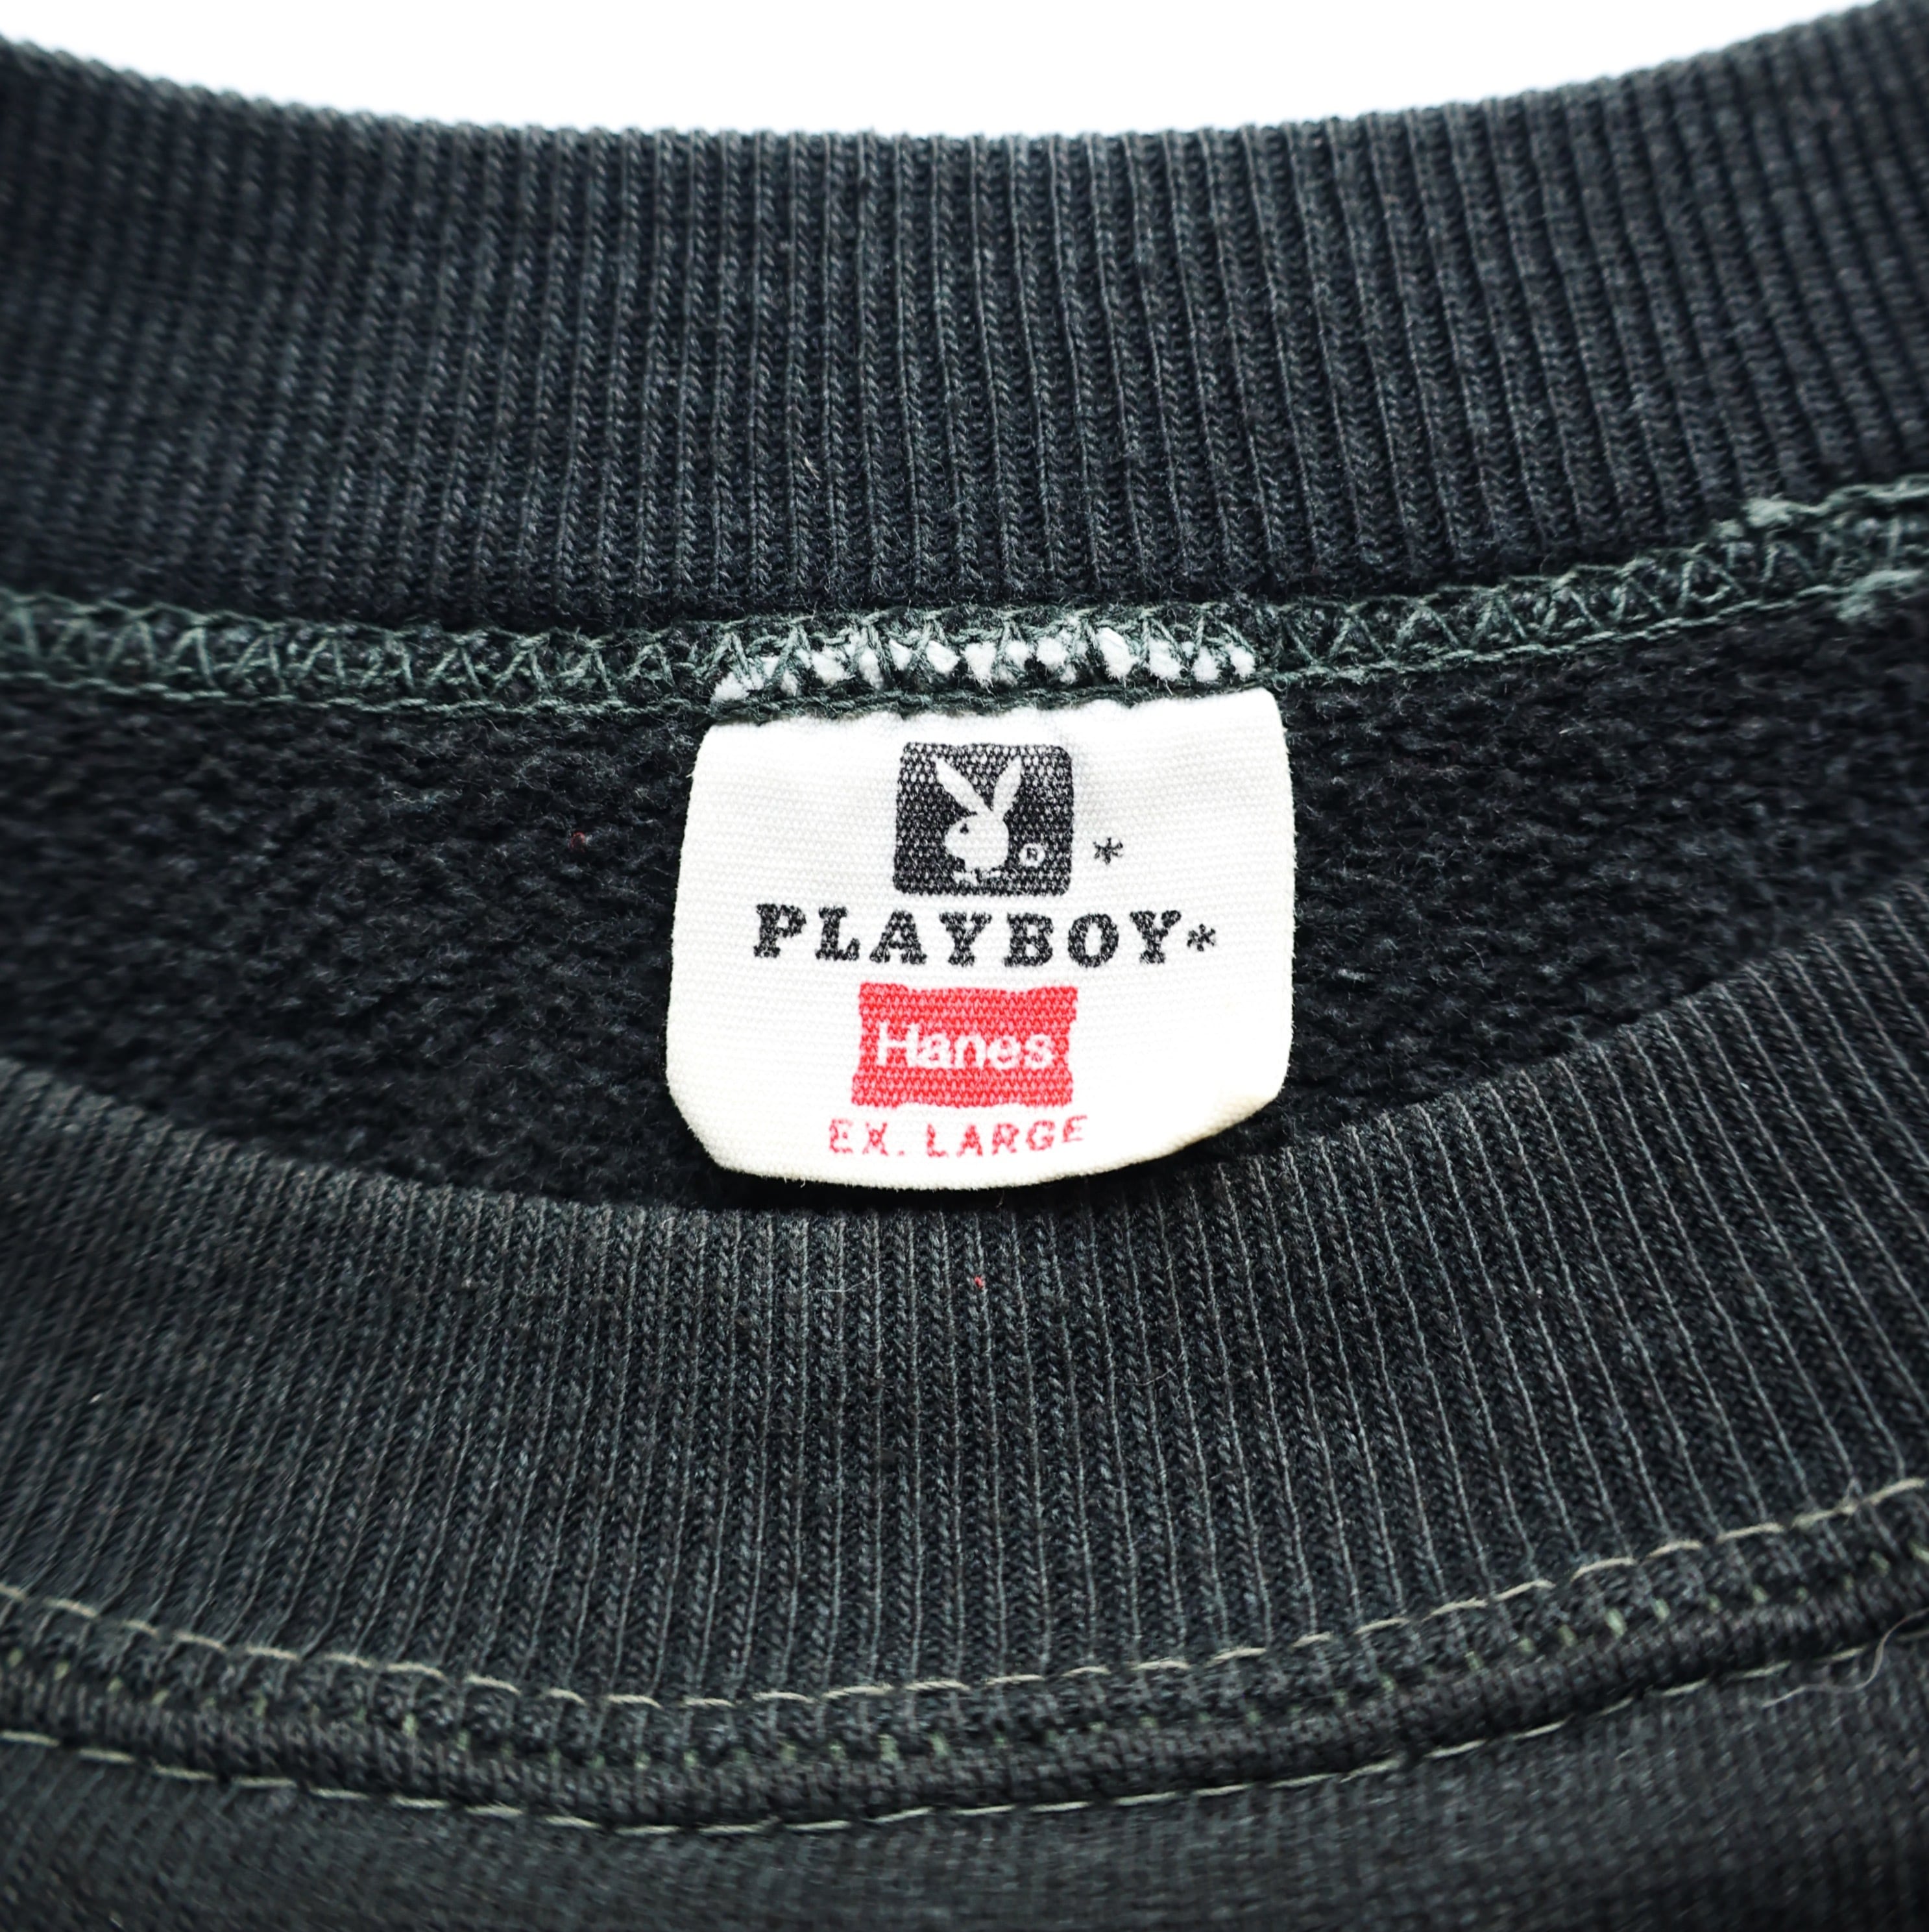 ® *
PLAYBOY*
Hanes
EX. LARGE